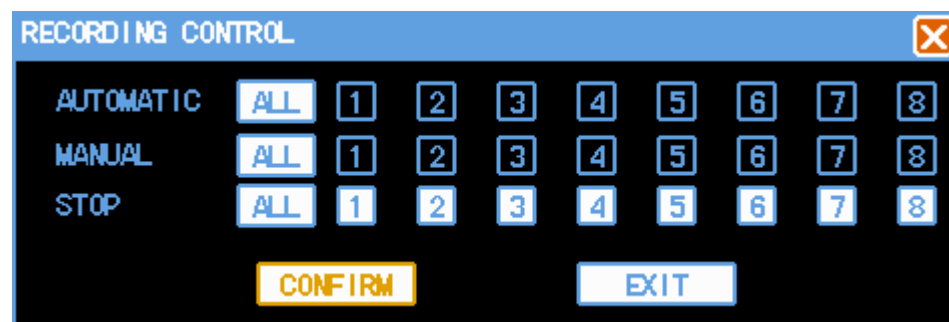 RECORDING CONTROL
AUTOMATIC ALL 1 2 3 4 5 6 7 8
MANUAL ALL 1 2 3 4 5 6 7 8
STOP ALL 1 2 3 4 5 6 7 8
CONFIRM EXIT